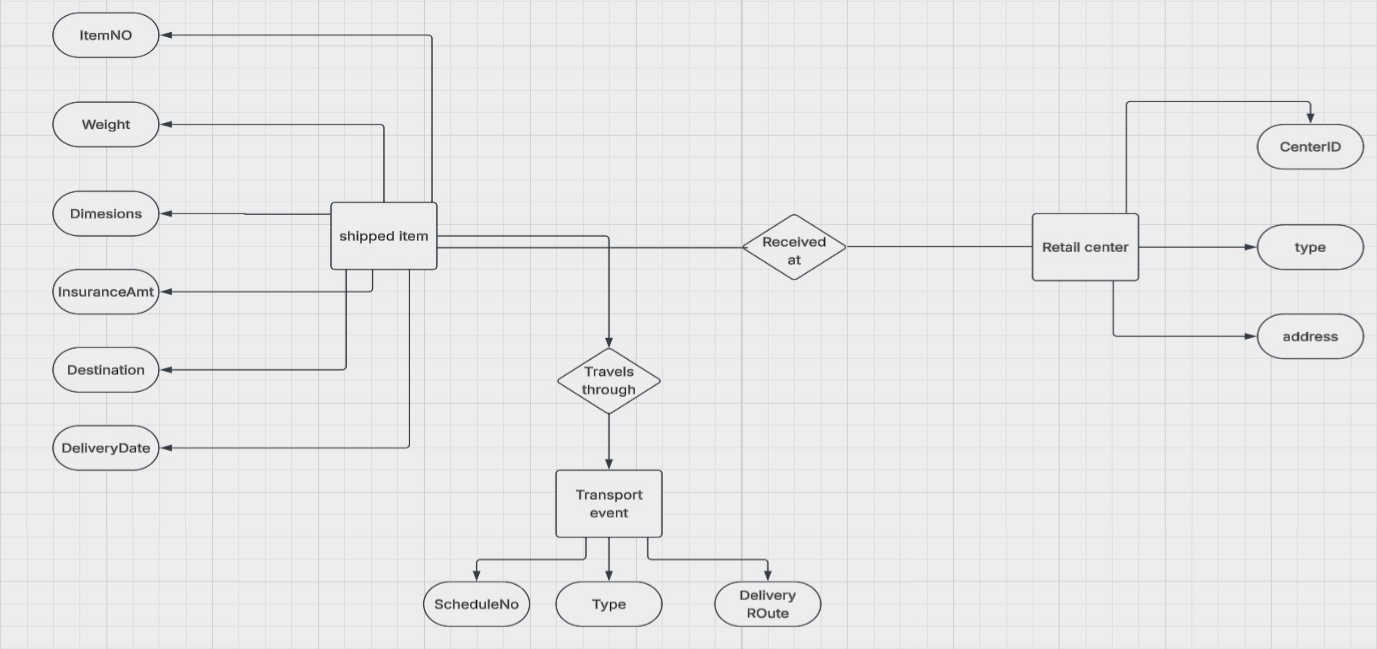 ItemNO
Weight
Dimesions
InsuranceAmt
Destination
DeliveryDate
shipped item
Received
at
Retail center
CenterID
type
address
Travels
through
Transport
event
ScheduleNo
Type
Delivery
ROute